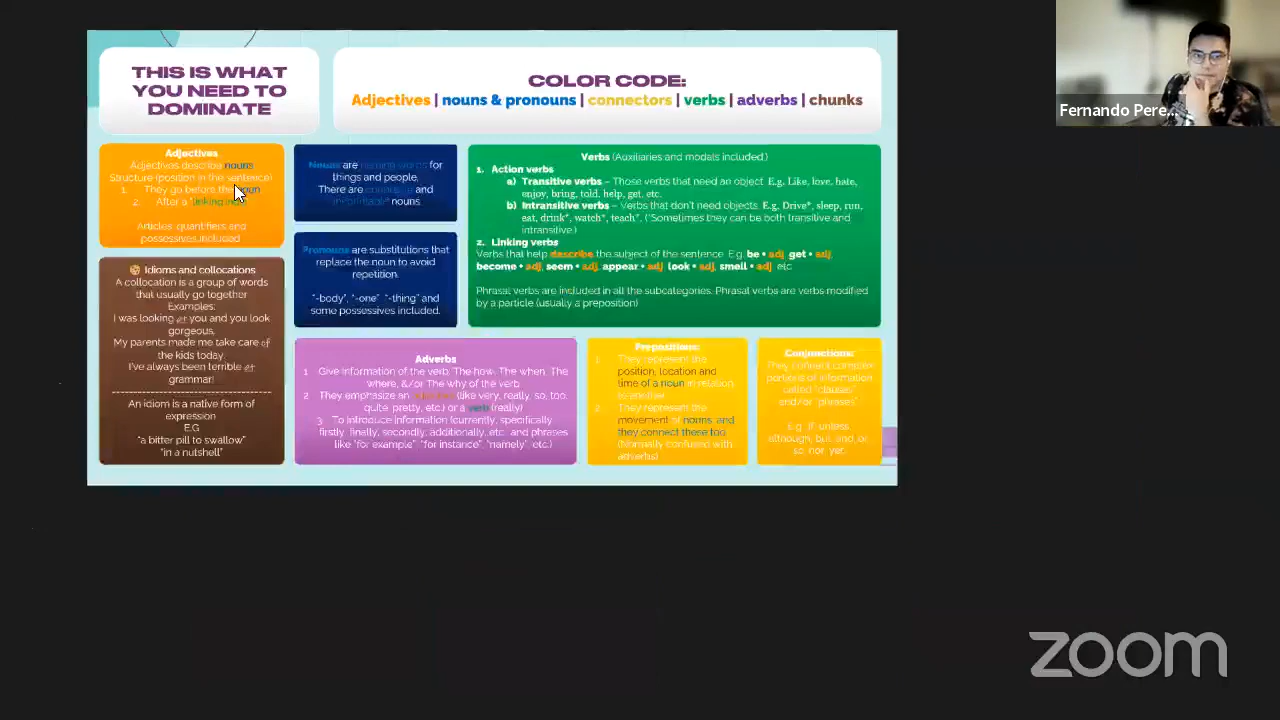 THIS IS WHAT
YOU NEED TO
DOMINATE
COLOR CODE:
Adjectives | nouns & pronouns | connectors | verbs | adverbs | chunks
Adjectives
Adjectives describe nouns
Structure (position in the sentence)
1. They go before the noun
2. After a "linking
Articles, quantifiers and
possessives included
🍪 Idioms and collocations
A collocation is a group of words
that usually go together
Examples:
I was looking at you and you look
gorgeous,
My parents made me take care of
the kids today.
I've always been terrible at
grammar!
An idiom is a native form of
expression
E.G
"a bitter pill to swallow"
"in a nutshell"
Nouns are naming words for
things and people,
There are countable and
nouns
Pronouns are substitutions that
replace the noun to avoid
repetition.
"-body", "-one" "-thing" and
some possessives included.
Verbs (Auxiliaries and modals included:)
1. Action verbs
a) Transitive verbs – Those verbs that need an object. E.g, Like, love, hate,
enjoy, bring, told, help, get, etc.
b) Intransitive verbs – Verbs that don't need objects. E.g, Drive*, sleep, run,
eat, drink*, watch*, teach*. (*Sometimes they can be both transitive and
intransitive.)
2. Linking verbs
Verbs that help describe the subject of the sentence. E.g. be + adj, get + adj,
become + adj, seem + adj, appear + adj, look + adj, smell + adj etc
Phrasal verbs are included in all the subcategories. Phrasal verbs are verbs modified
by a particle (usually a preposition)
Adverbs
1 Give information of the verb. The how, The when, The
where, &/or The why of the verb
2 They emphasize an adjective (like very, really, so, too,
quite, pretty, etc.) or a verb (really)
3 To introduce information (currently, specifically
firstly, finally, secondly, additionally, etc. and phrases
like "for example", "for instance", "namely", etc.)
Prepositions:
1. They represent the
position, location and
time of a noun in relation
to another
2. They represent the
movement of nouns, and
they connect these too
(Normally confused with
adverbs)
Conjunctions:
They connect complex
portions of information
called "clauses"
and/or "phrases"
E.g. if, unless,
although, but, and, or,
so, nor, yet.
Fernando Pere...
zoom